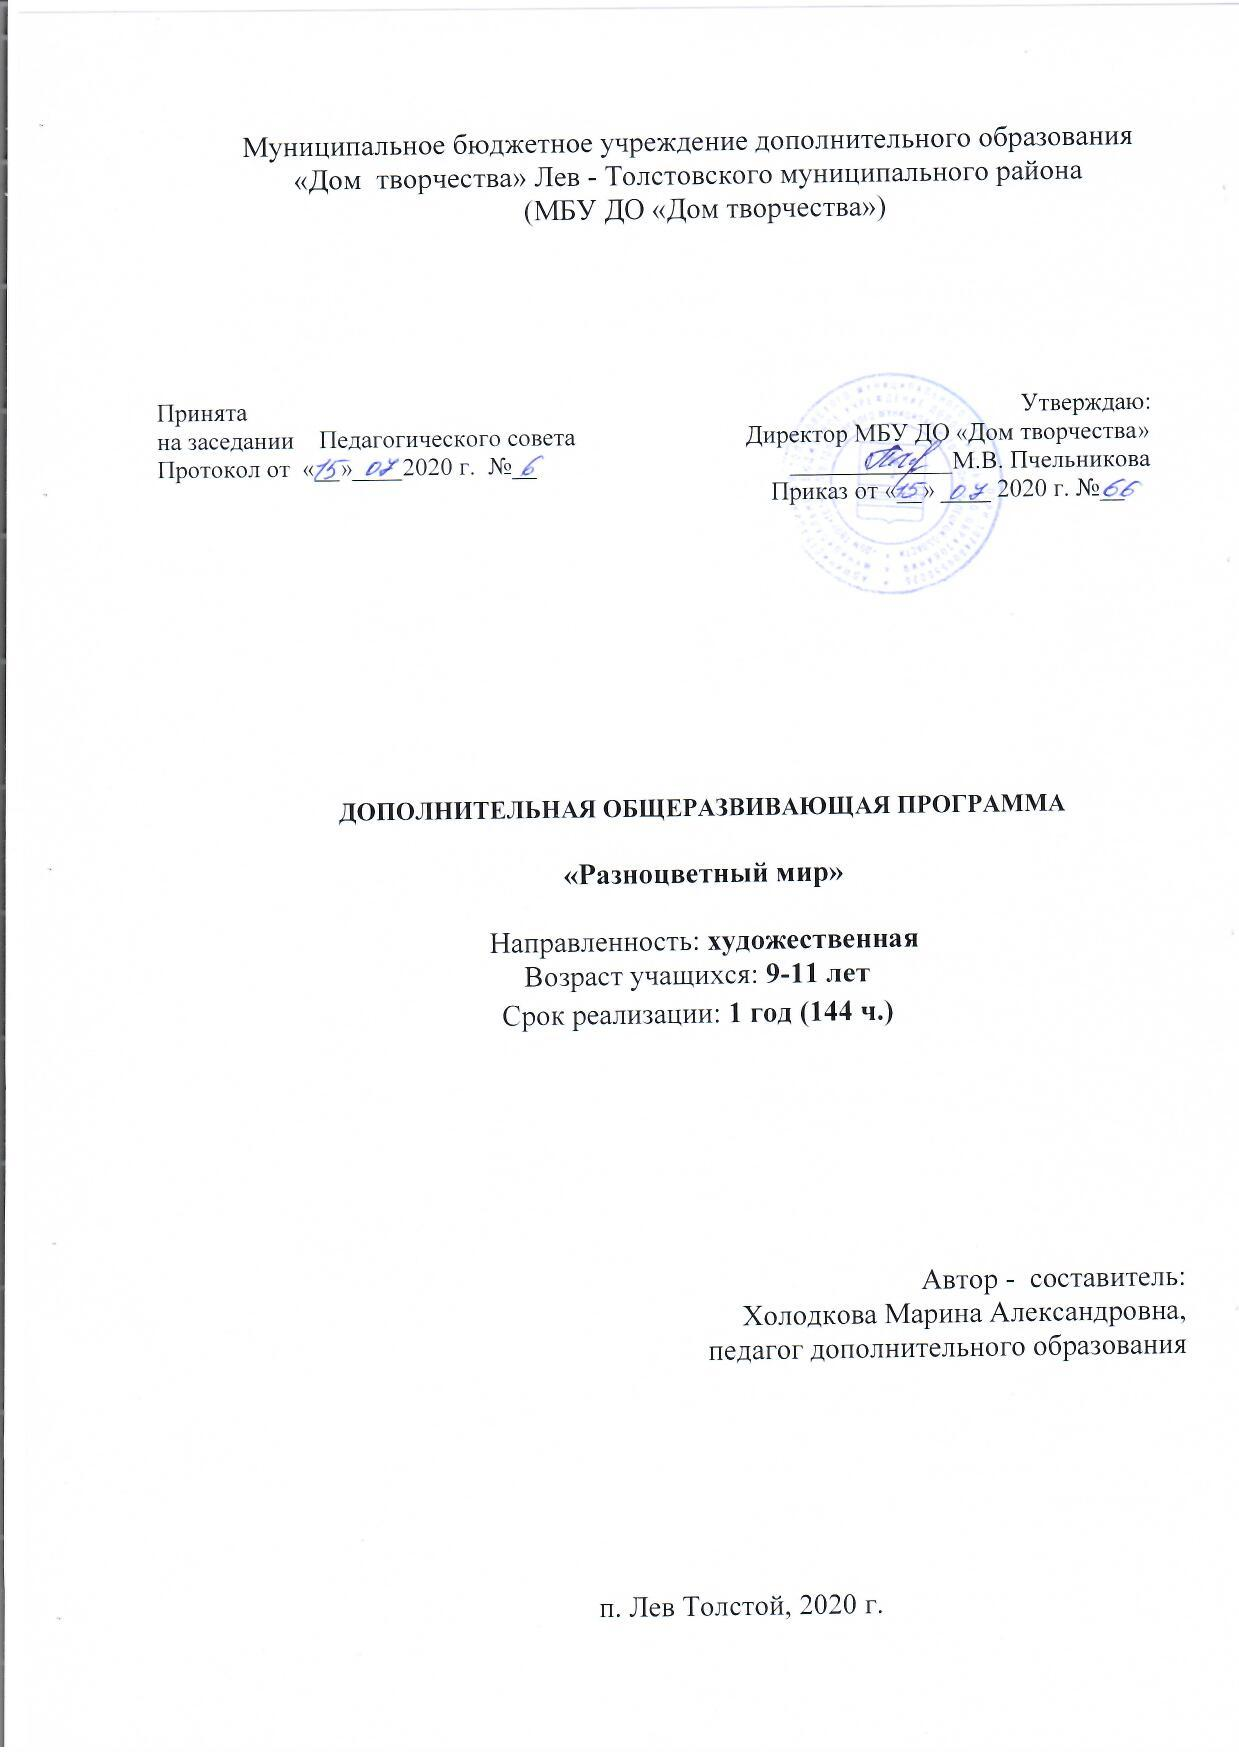 Муниципальное бюджетное учреждение дополнительного образования
«Дом творчества» Лев - Толстовского муниципального района
(МБУ ДО «Дом творчества»)
Принята
на заседании Педагогического совета
Протокол от «15» 07 2020 г. № 6
Утверждаю:
Директор МБУ ДО «Дом творчества»
М.В. Пчельникова
Приказ от «15» 07 2020 г. № 66
ДОПОЛНИТЕЛЬНАЯ ОБЩЕРАЗВИВАЮЩАЯ ПРОГРАММА
«Разноцветный мир»
Направленность: художественная
Возраст учащихся: 9-11 лет
Срок реализации: 1 год (144 ч.)
Автор - составитель:
Холодкова Марина Александровна,
педагог дополнительного образования
п. Лев Толстой, 2020 г.